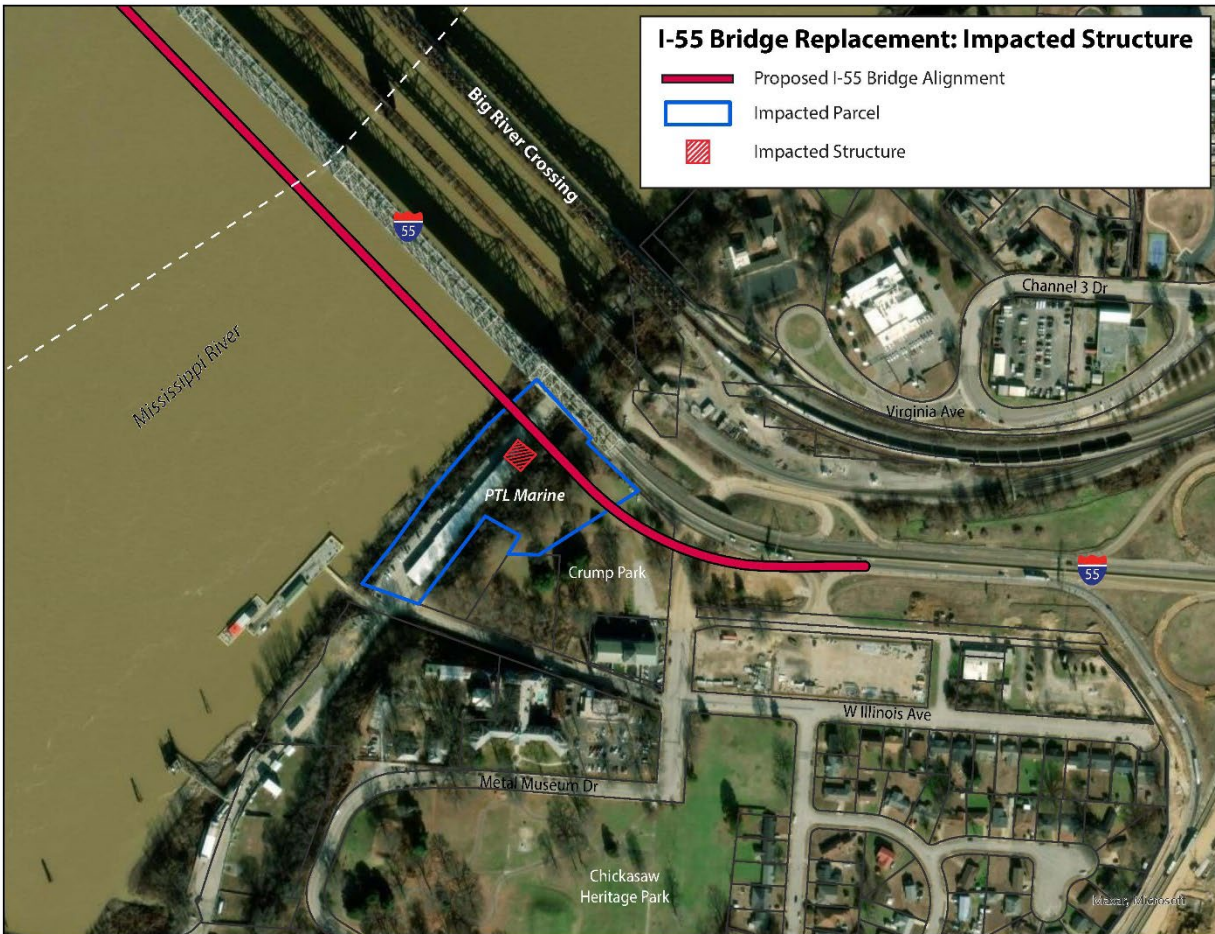 I-55 Bridge Replacement: Impacted Structure
Proposed I-55 Bridge Alignment
Impacted Parcel
Impacted Structure
Big River Crossing
55
Channel 3 Dr
Mississippi River
Virginia Ave
PTL Marine
Crump Park
55
W Illinois Ave
Metal Museum Dr
Chickasaw
Heritage Park
Maxar, Microsoft